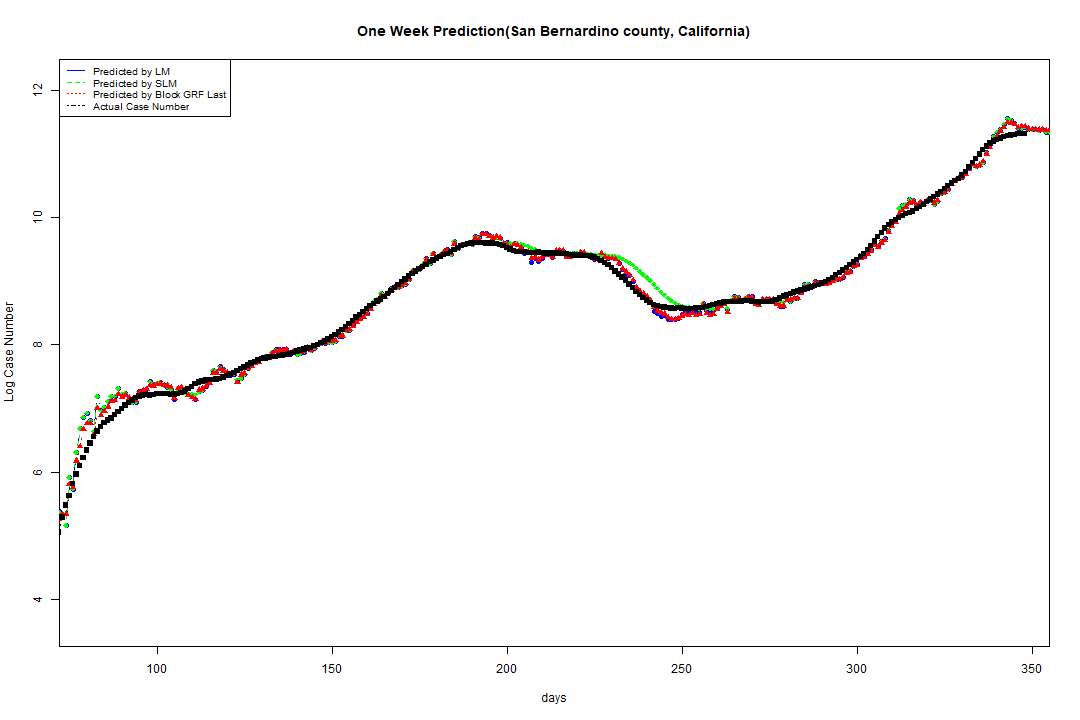 One Week Prediction(San Bernardino county, California)
Predicted by LM
Predicted by SLM
Predicted by Block GRF Last
Actual Case Number
12
10
8
6
4
Log Case Number
100 150 200 250 300 350
days